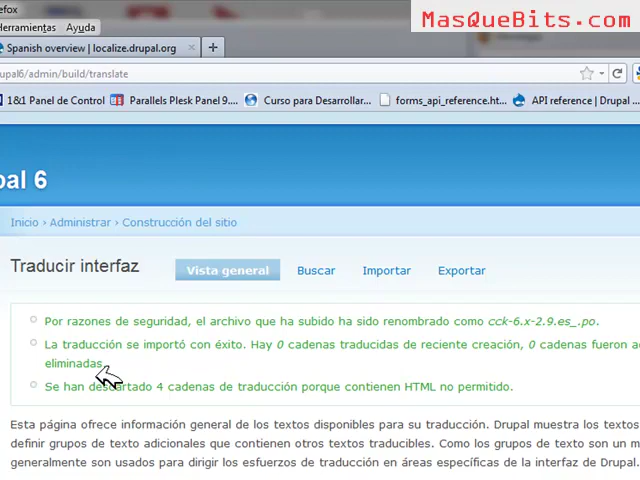 efox
MasQueBits.com
Herramientas Ayuda
Spanish overview | localize.drupal.org
upal6/admin/build/translate
1&1 Panel de Control Parallels Plesk Panel 9.... Curso para Desarrollar... forms_api_reference.ht... API reference | Drupal ...
pal 6
Inicio › Administrar › Construcción del sitio
Traducir interfaz Vista general Buscar Importar Exportar
Por razones de seguridad, el archivo que ha subido ha sido renombrado como cck-6.x-2.9.es_.po.
La traducción se importó con éxito. Hay 0 cadenas traducidas de reciente creación, 0 cadenas fueron ac
eliminadas.
Se han descartado 4 cadenas de traducción porque contienen HTML no permitido.
Esta página ofrece información general de los textos disponibles para su traducción. Drupal muestra los textos
definir grupos de texto adicionales que contienen otros textos traducibles. Como los grupos de texto son un m
generalmente son usados para dirigir los esfuerzos de traducción en áreas específicas de la interfaz de Drupal.